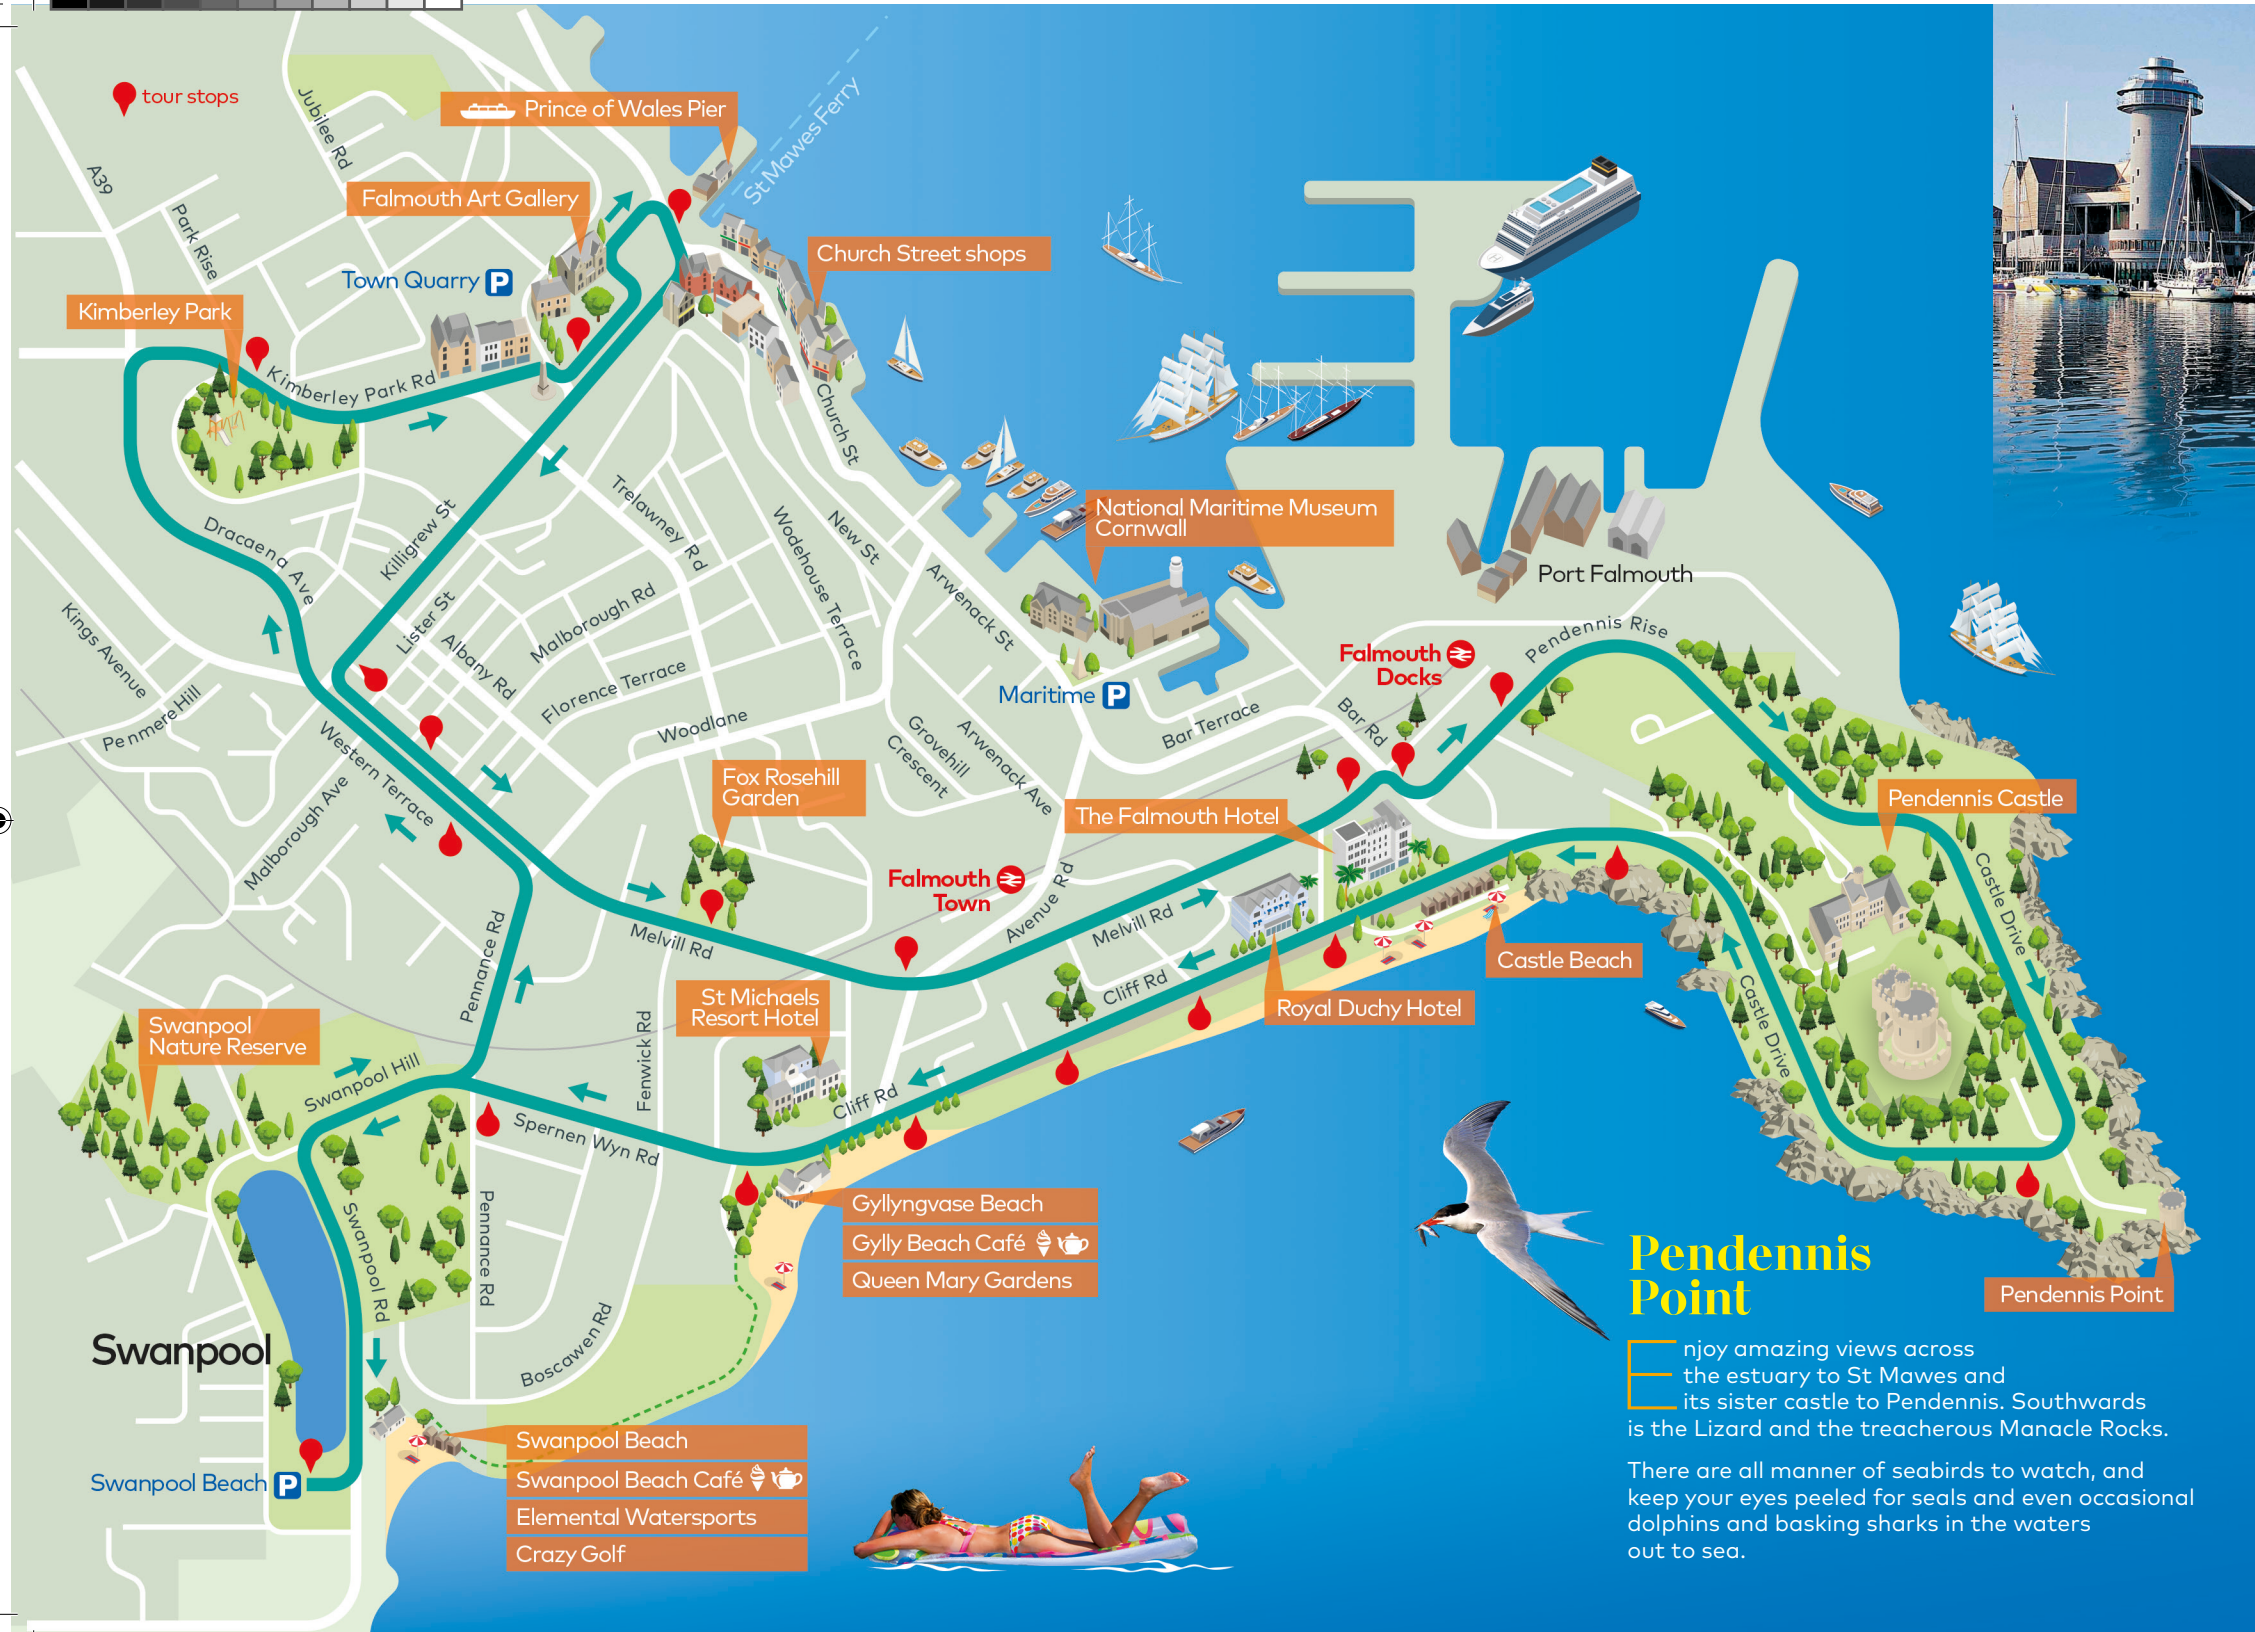 tour stops
Jubilee Rd
Prince of Wales Pier
St Mawes Ferry
A39
Park Rise
Falmouth Art Gallery
Church Street shops
Town Quarry P
Kimberley Park
Kimberley Park Rd
Church St
Dracaena Ave
Killigrew St
Trelawney Rd
Wodehouse Terrace
New St
Arwenack St
National Maritime Museum
Cornwall
Port Falmouth
Kings Avenue
Penmere Hill
Lister St
Albany Rd
Malborough Rd
Florence Terrace
Woodlane
Maritime P
Falmouth
Docks
Pendennis Rise
Bar Terrace
Bar Rd
Grovehill
Crescent
Arwenack Ave
Western Terrace
Malborough Ave
Fox Rosehill
Garden
The Falmouth Hotel
Pendennis Castle
Falmouth
Town
Avenue Rd
Melvill Rd
Melvill Rd
Castle Drive
Castle Beach
Pennance Rd
Cliff Rd
Royal Duchy Hotel
Castle Drive
St Michaels
Resort Hotel
Swanpool
Nature Reserve
Swanpool Hill
Fenwick Rd
Cliff Rd
Spernen Wyn Rd
Gyllyngvase Beach
Gylly Beach Café
Queen Mary Gardens
Swanpool Rd
Pennance Rd
Boscawen Rd
Swanpool
Swanpool Beach P
Swanpool Beach
Swanpool Beach Café
Elemental Watersports
Crazy Golf
Pendennis Point
Pendennis
Point
Enjoy amazing views across
the estuary to St Mawes and
its sister castle to Pendennis. Southwards
is the Lizard and the treacherous Manacle Rocks.
There are all manner of seabirds to watch, and
keep your eyes peeled for seals and even occasional
dolphins and basking sharks in the waters
out to sea.